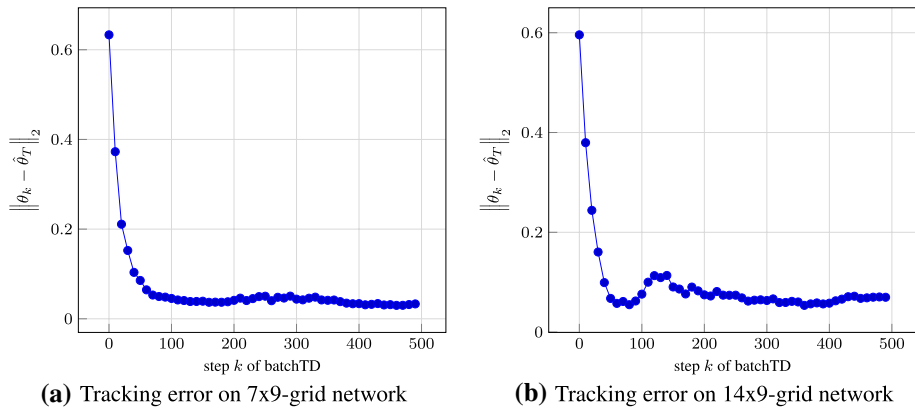 0.6
0.4
0.2
0
0 100 200 300 400 500
‖θ_k − θ̂_T‖_2
step k of batchTD
(a) Tracking error on 7x9-grid network
0.6
0.4
0.2
0
0 100 200 300 400 500
‖θ_k − θ̂_T‖_2
step k of batchTD
(b) Tracking error on 14x9-grid network